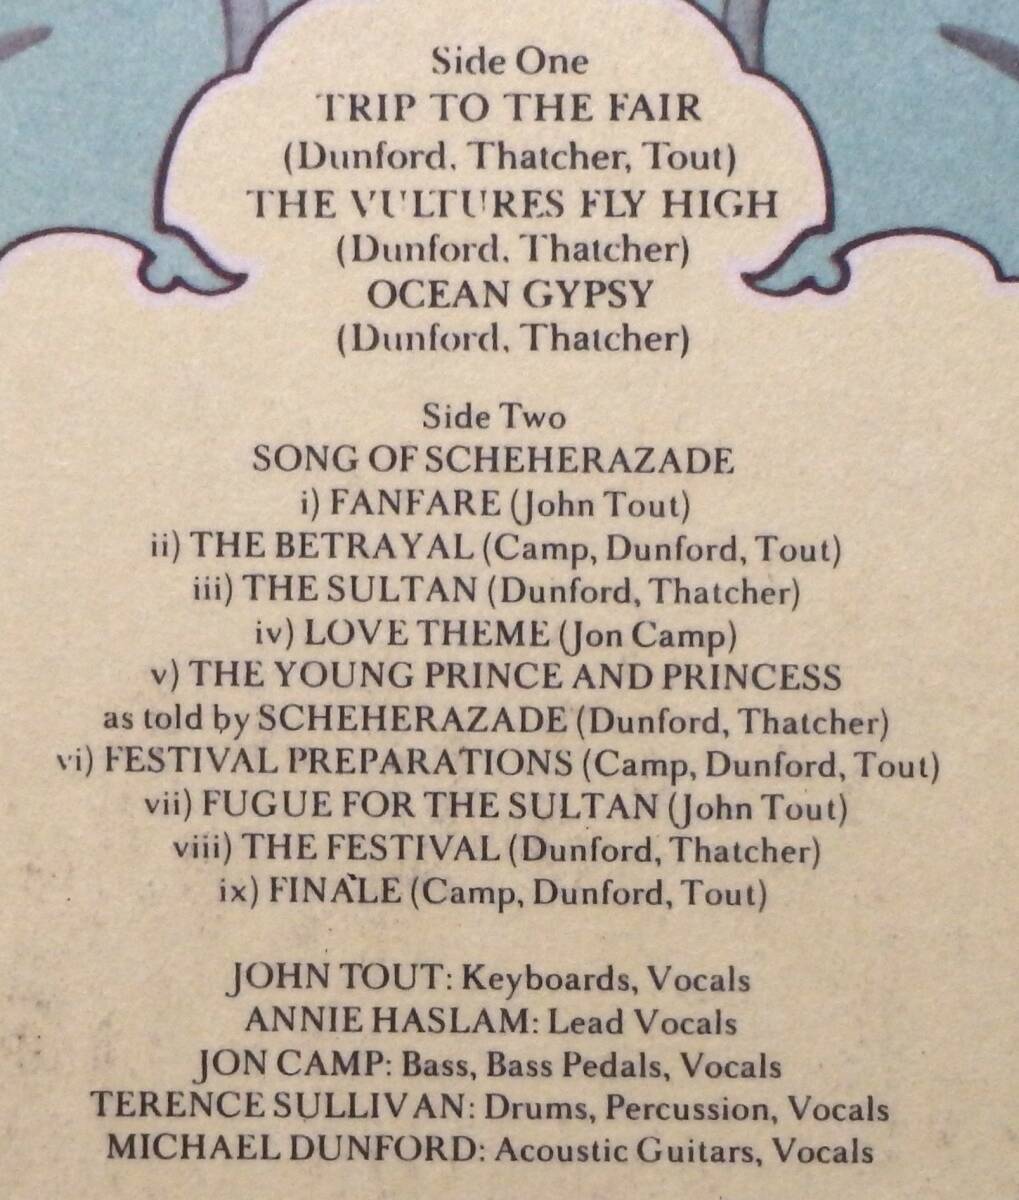 Side One
TRIP TO THE FAIR
(Dunford, Thatcher, Tout)
THE VULTURES FLY HIGH
(Dunford, Thatcher)
OCEAN GYPSY
(Dunford, Thatcher)
Side Two
SONG OF SCHEHERAZADE
i) FANFARE (John Tout)
ii) THE BETRAYAL (Camp, Dunford, Tout)
iii) THE SULTAN (Dunford, Thatcher)
iv) LOVE THEME (Jon Camp)
v) THE YOUNG PRINCE AND PRINCESS
as told by SCHEHERAZADE (Dunford, Thatcher)
vi) FESTIVAL PREPARATIONS (Camp, Dunford, Tout)
vii) FUGUE FOR THE SULTAN (John Tout)
viii) THE FESTIVAL (Dunford, Thatcher)
ix) FINALE (Camp, Dunford, Tout)
JOHN TOUT: Keyboards, Vocals
ANNIE HASLAM: Lead Vocals
JON CAMP: Bass, Bass Pedals, Vocals
TERENCE SULLIVAN: Drums, Percussion, Vocals
MICHAEL DUNFORD: Acoustic Guitars, Vocals